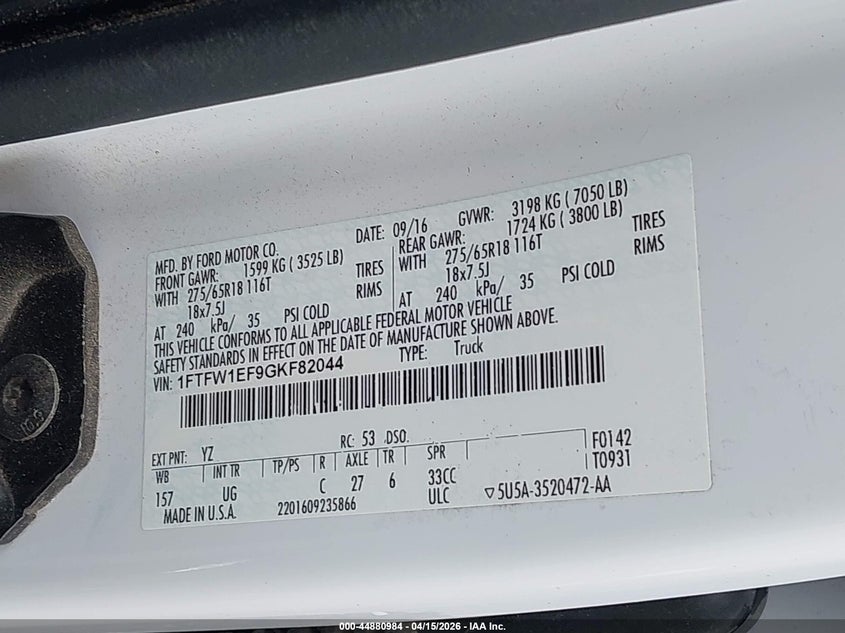 MFD. BY FORD MOTOR CO. DATE: 09/16 GVWR: 3198 KG ( 7050 LB)
FRONT GAWR: 1599 KG ( 3525 LB) REAR GAWR: 1724 KG ( 3800 LB)
WITH 275/65R18 116T TIRES WITH 275/65R18 116T TIRES
18x7.5J RIMS 18x7.5J RIMS
AT 240 kPa/ 35 PSI COLD AT 240 kPa/ 35 PSI COLD
THIS VEHICLE CONFORMS TO ALL APPLICABLE FEDERAL MOTOR VEHICLE
SAFETY STANDARDS IN EFFECT ON THE DATE OF MANUFACTURE SHOWN ABOVE.
VIN: 1FTFW1EF9GKF82044 TYPE: Truck
EXT PNT: YZ RC: 53 DSO: F0142
WB INT TR TP/PS R AXLE TR SPR T0931
157 UG C 27 6 33CC
ULC
MADE IN U.S.A. 2201609235866 5U5A-3520472-AA
000-44880984 - 04/15/2026 - IAA Inc.